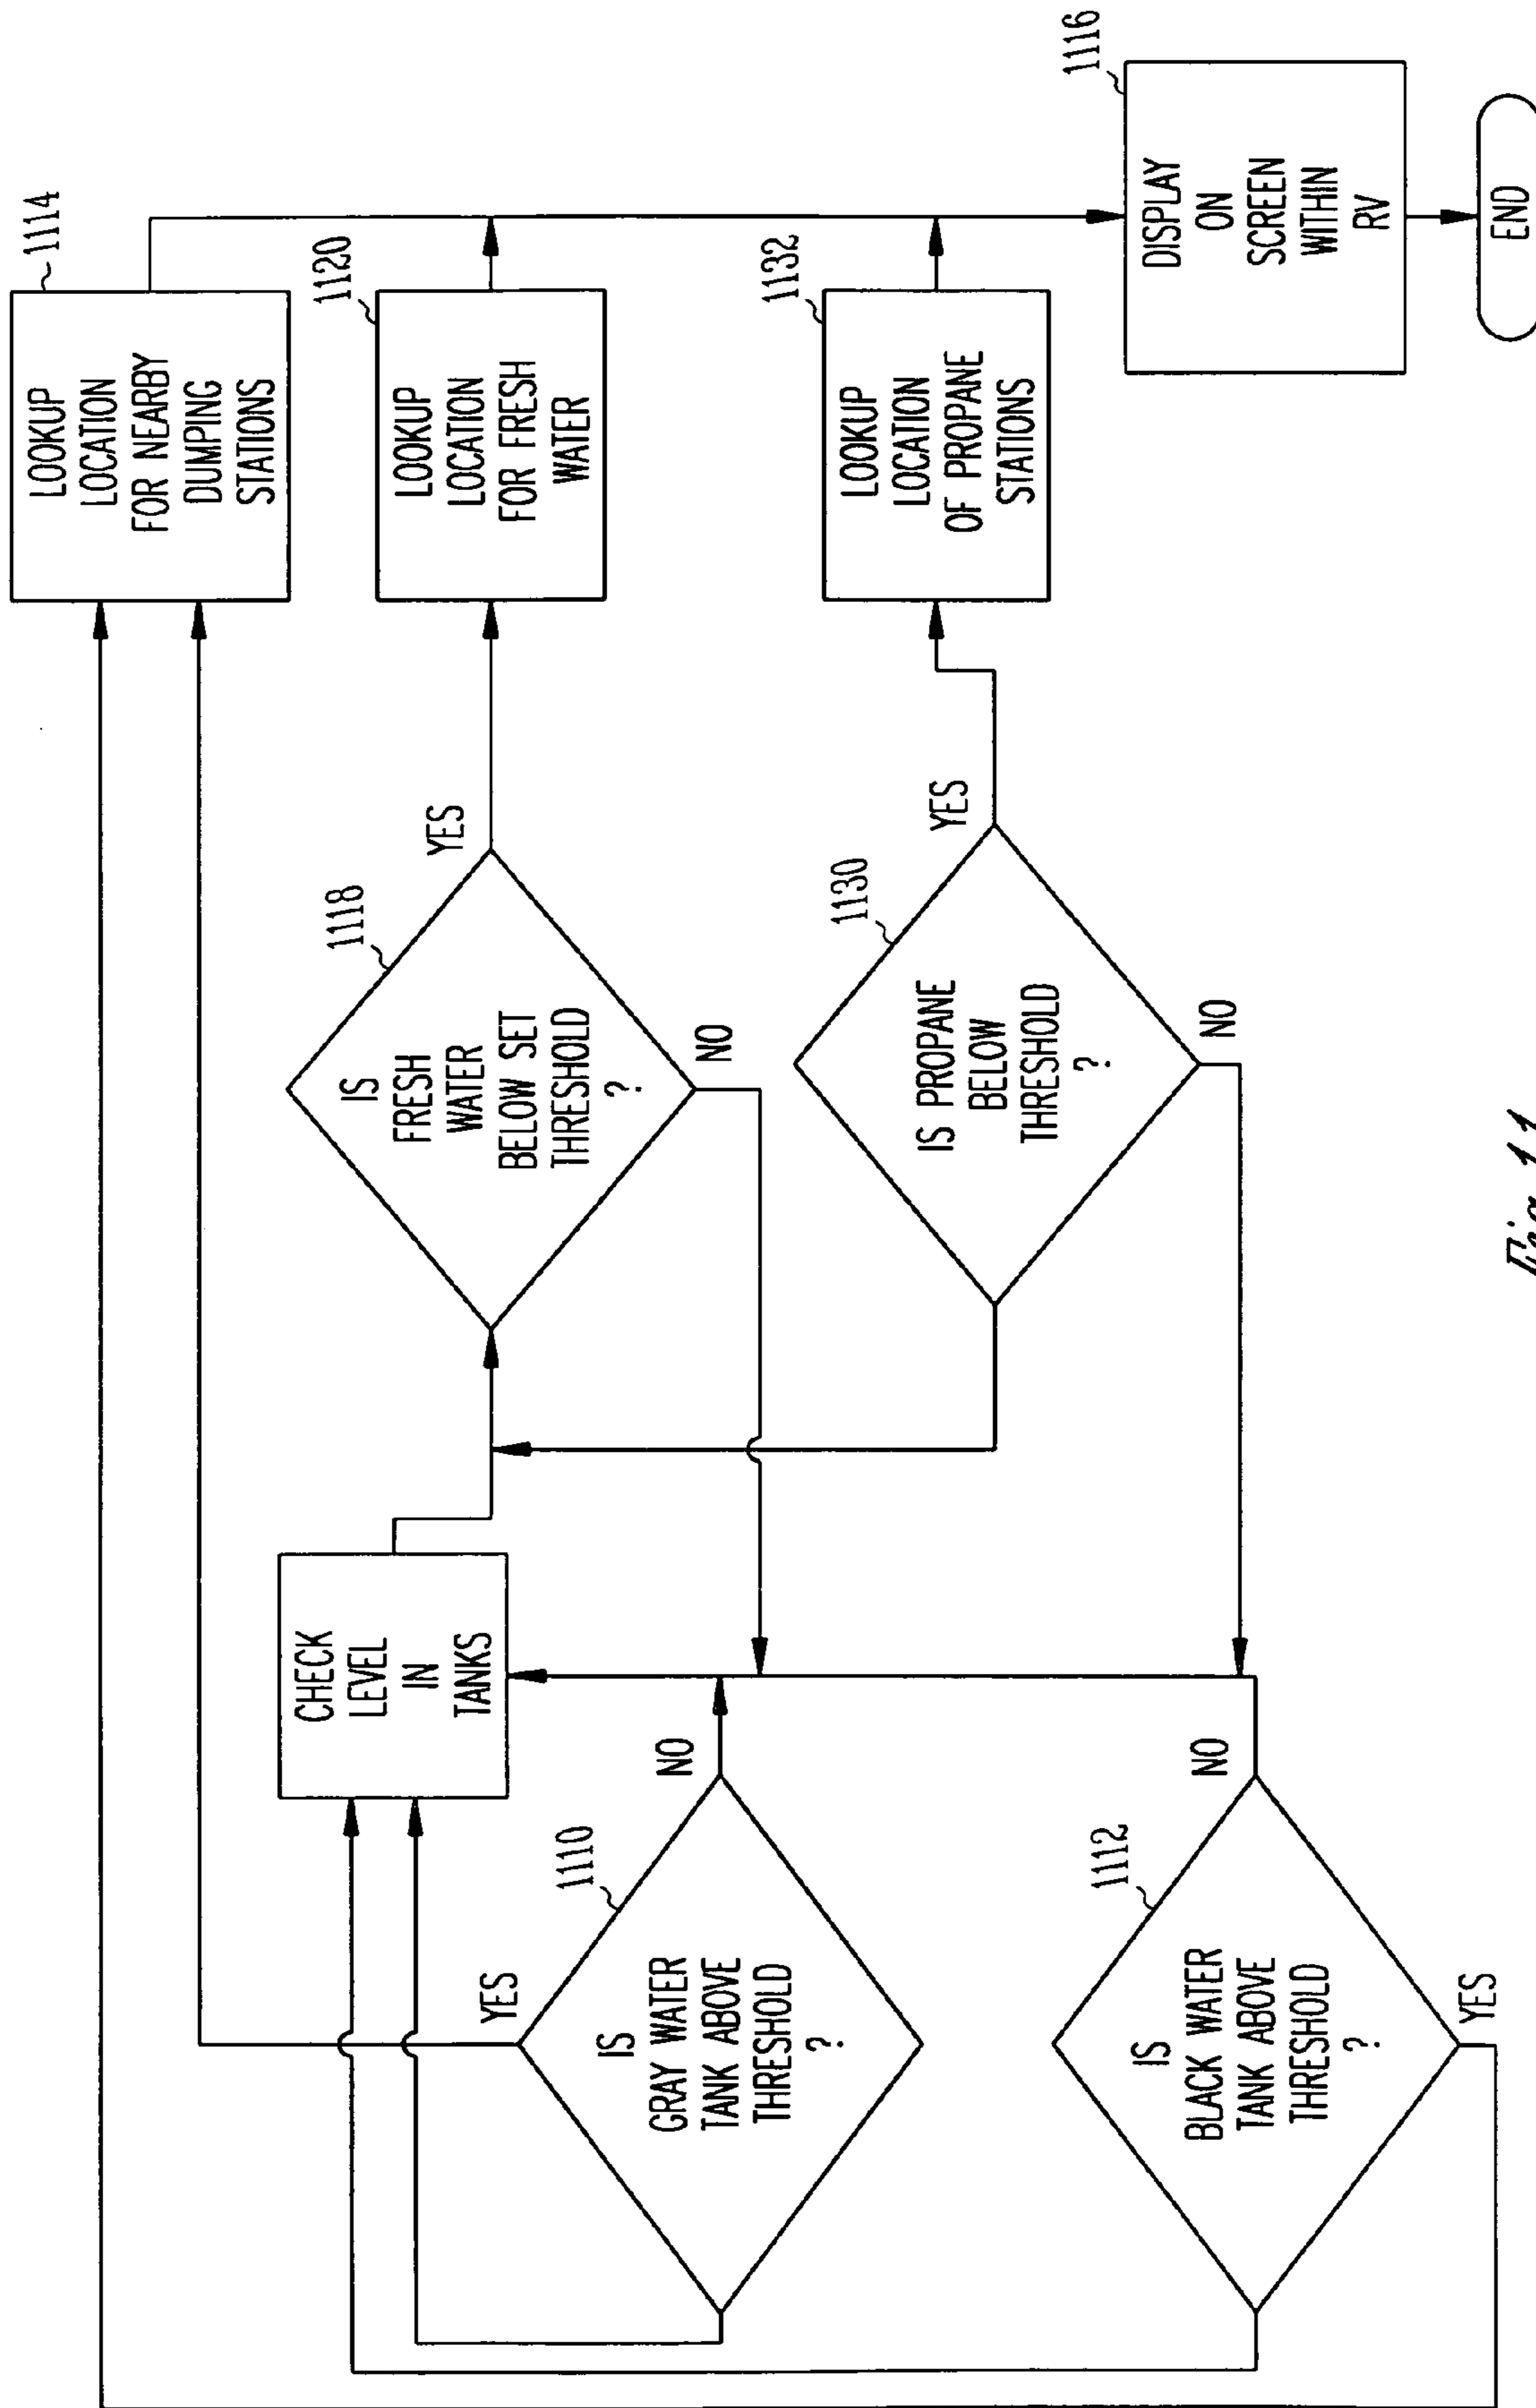 1114
LOOKUP
LOCATION
FOR NEARBY
DUMPING
STATIONS
1120
LOOKUP
LOCATION
FOR FRESH
WATER
1132
LOOKUP
LOCATION
OF PROPANE
STATIONS
1116
DISPLAY
ON
SCREEN
WITHIN
RV
END
1118
IS
FRESH
WATER
BELOW SET
THRESHOLD
?
YES
NO
1130
IS PROPANE
BELOW
THRESHOLD
?
YES
NO
CHECK
LEVEL
IN
TANKS
1110
IS
GRAY WATER
TANK ABOVE
THRESHOLD
?
YES
NO
1112
IS
BLACK WATER
TANK ABOVE
THRESHOLD
?
NO
YES
Fig.11